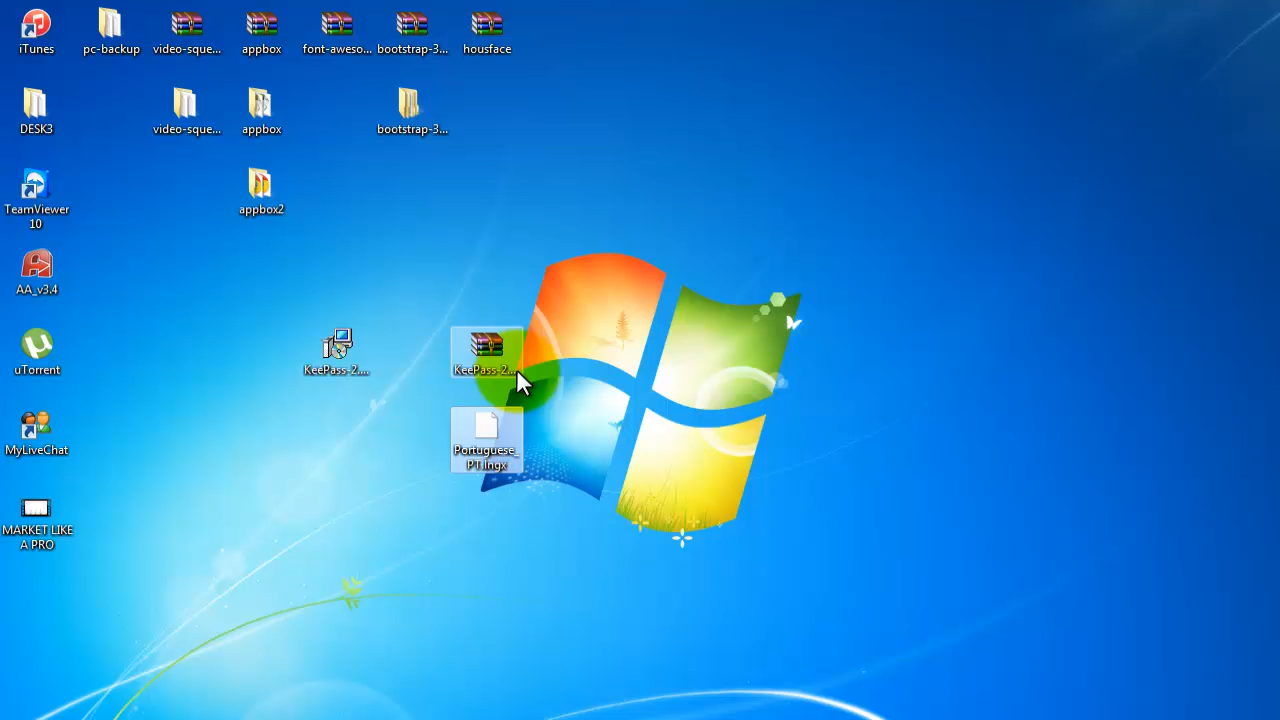 iTunes
pc-backup
video-sque...
appbox
font-aweso...
bootstrap-3...
housface
DESK3
video-sque...
appbox
bootstrap-3...
TeamViewer
10
appbox2
AA_v3.4
uTorrent
KeePass-2....
KeePass-2...
MyLiveChat
Portuguese_
PT.lngx
MARKET LIKE
A PRO